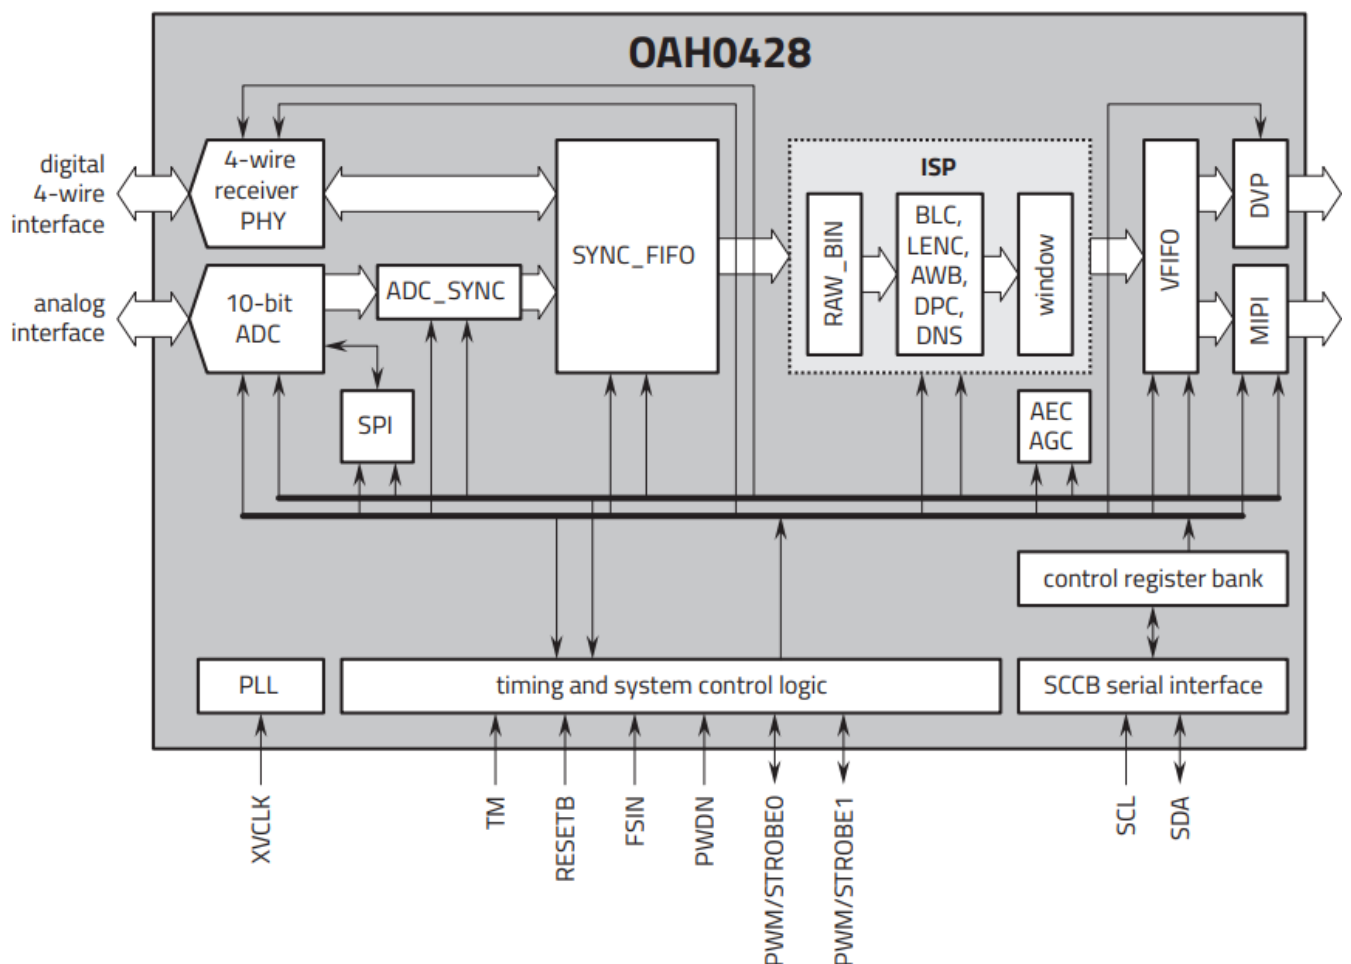 OAH0428
digital
4-wire
interface
4-wire
receiver
PHY
analog
interface
10-bit
ADC
ADC_SYNC
SPI
SYNC_FIFO
ISP
RAW_BIN
BLC,
LENC,
AWB,
DPC,
DNS
window
AEC
AGC
VFIFO
DVP
MIPI
control register bank
PLL
timing and system control logic
SCCB serial interface
XVCLK
TM
RESETB
FSIN
PWDN
PWM/STROBE0
PWM/STROBE1
SCL
SDA